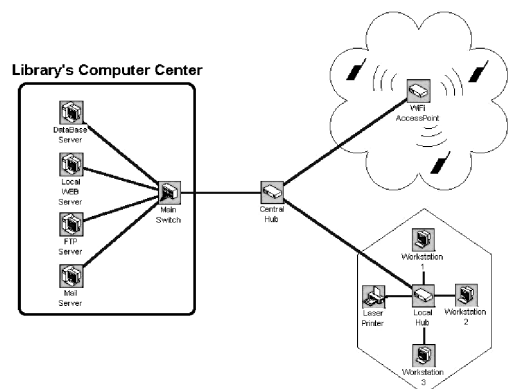 Library's Computer Center
DataBase
Server
Local
WEB
Server
FTP
Server
Mail
Server
Main
Switch
Central
Hub
WiFi
AccessPoint
Workstation
1
Laser
Printer
Local
Hub
Workstation
2
Workstation
3